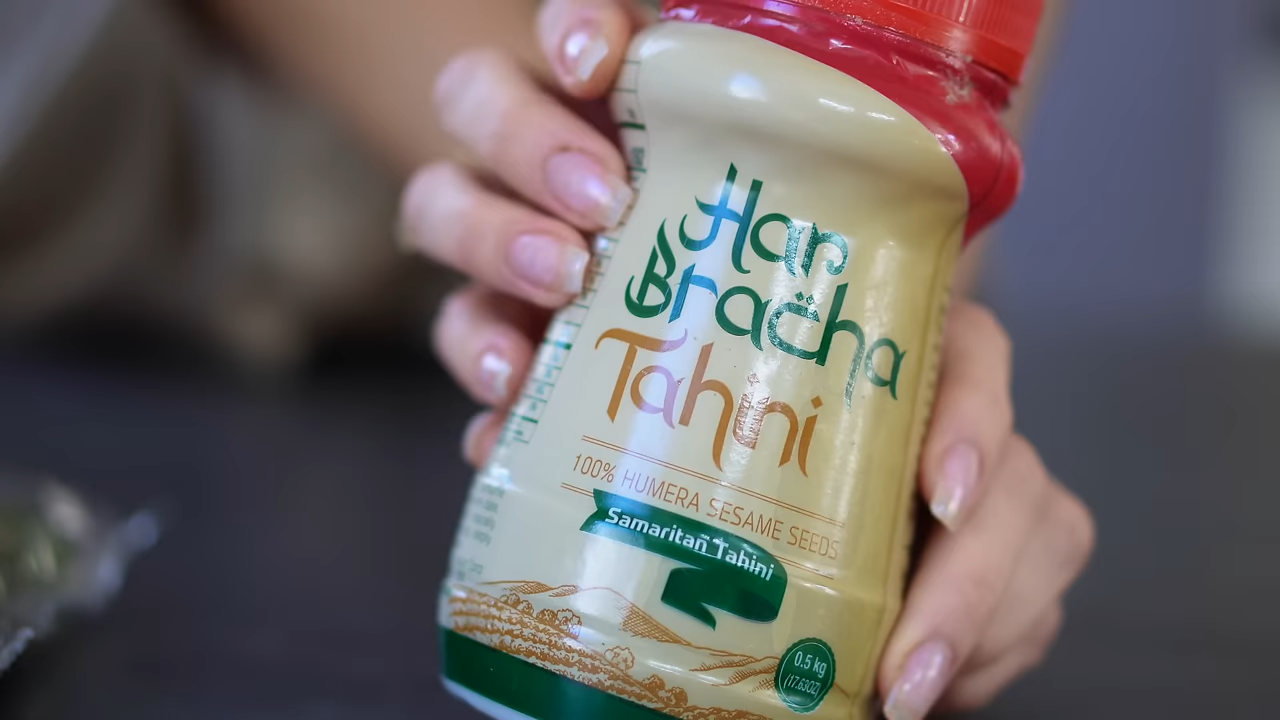 Har
Bracha
Tahini
100% HUMERA SESAME SEEDS
Samaritan Tahini
0.5 kg
(17.63OZ)